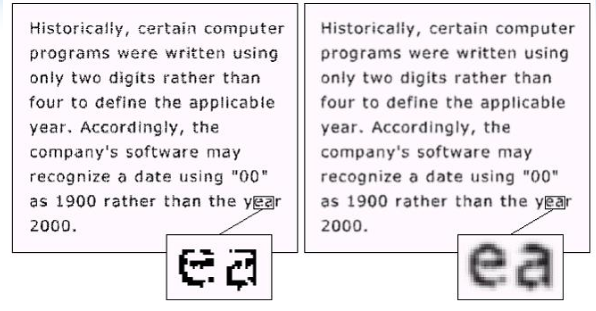 Historically, certain computer
programs were written using
only two digits rather than
four to define the applicable
year. Accordingly, the
company's software may
recognize a date using "00"
as 1900 rather than the year
2000.
ea
Historically, certain computer
programs were written using
only two digits rather than
four to define the applicable
year. Accordingly, the
company's software may
recognize a date using "00"
as 1900 rather than the year
2000.
ea